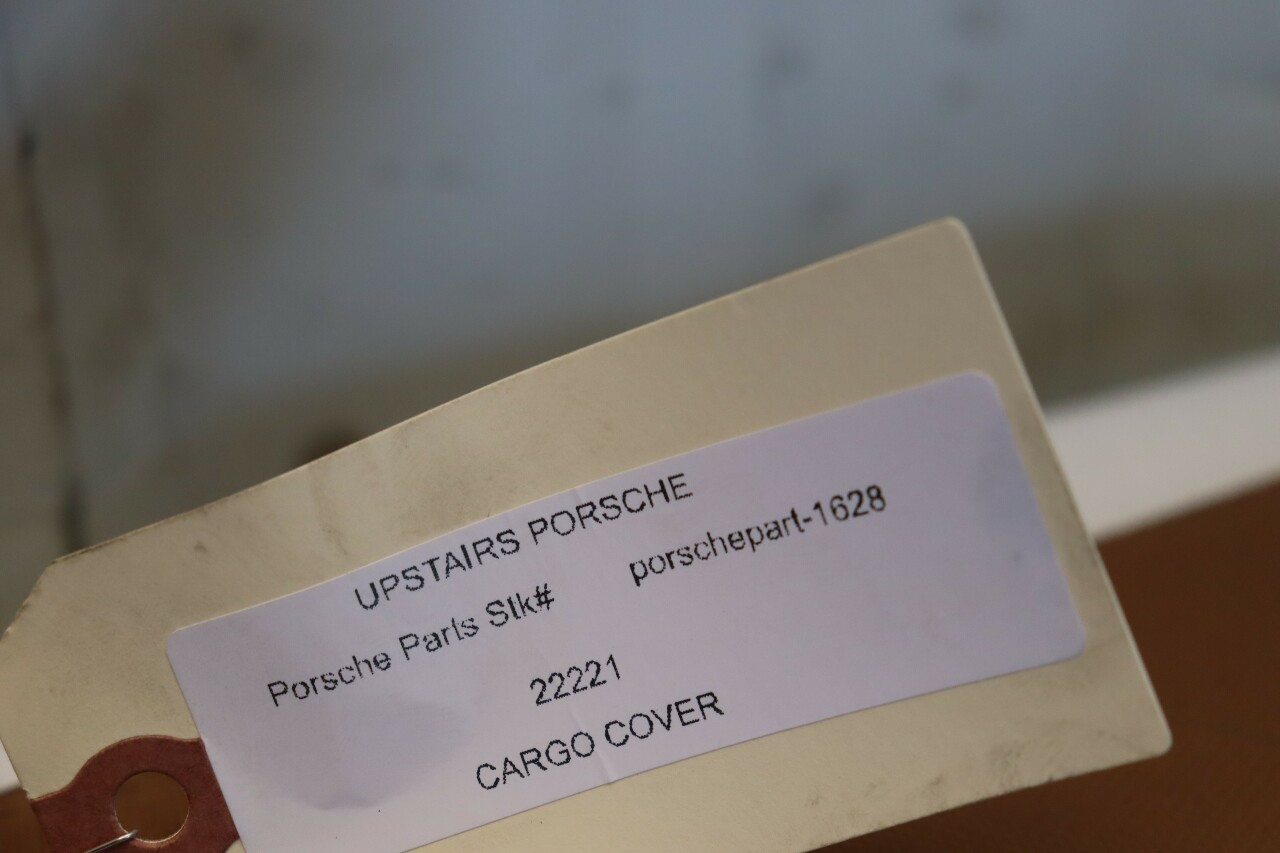 UPSTAIRS PORSCHE
Porsche Parts Stk# porschepart-1628
22221
CARGO COVER